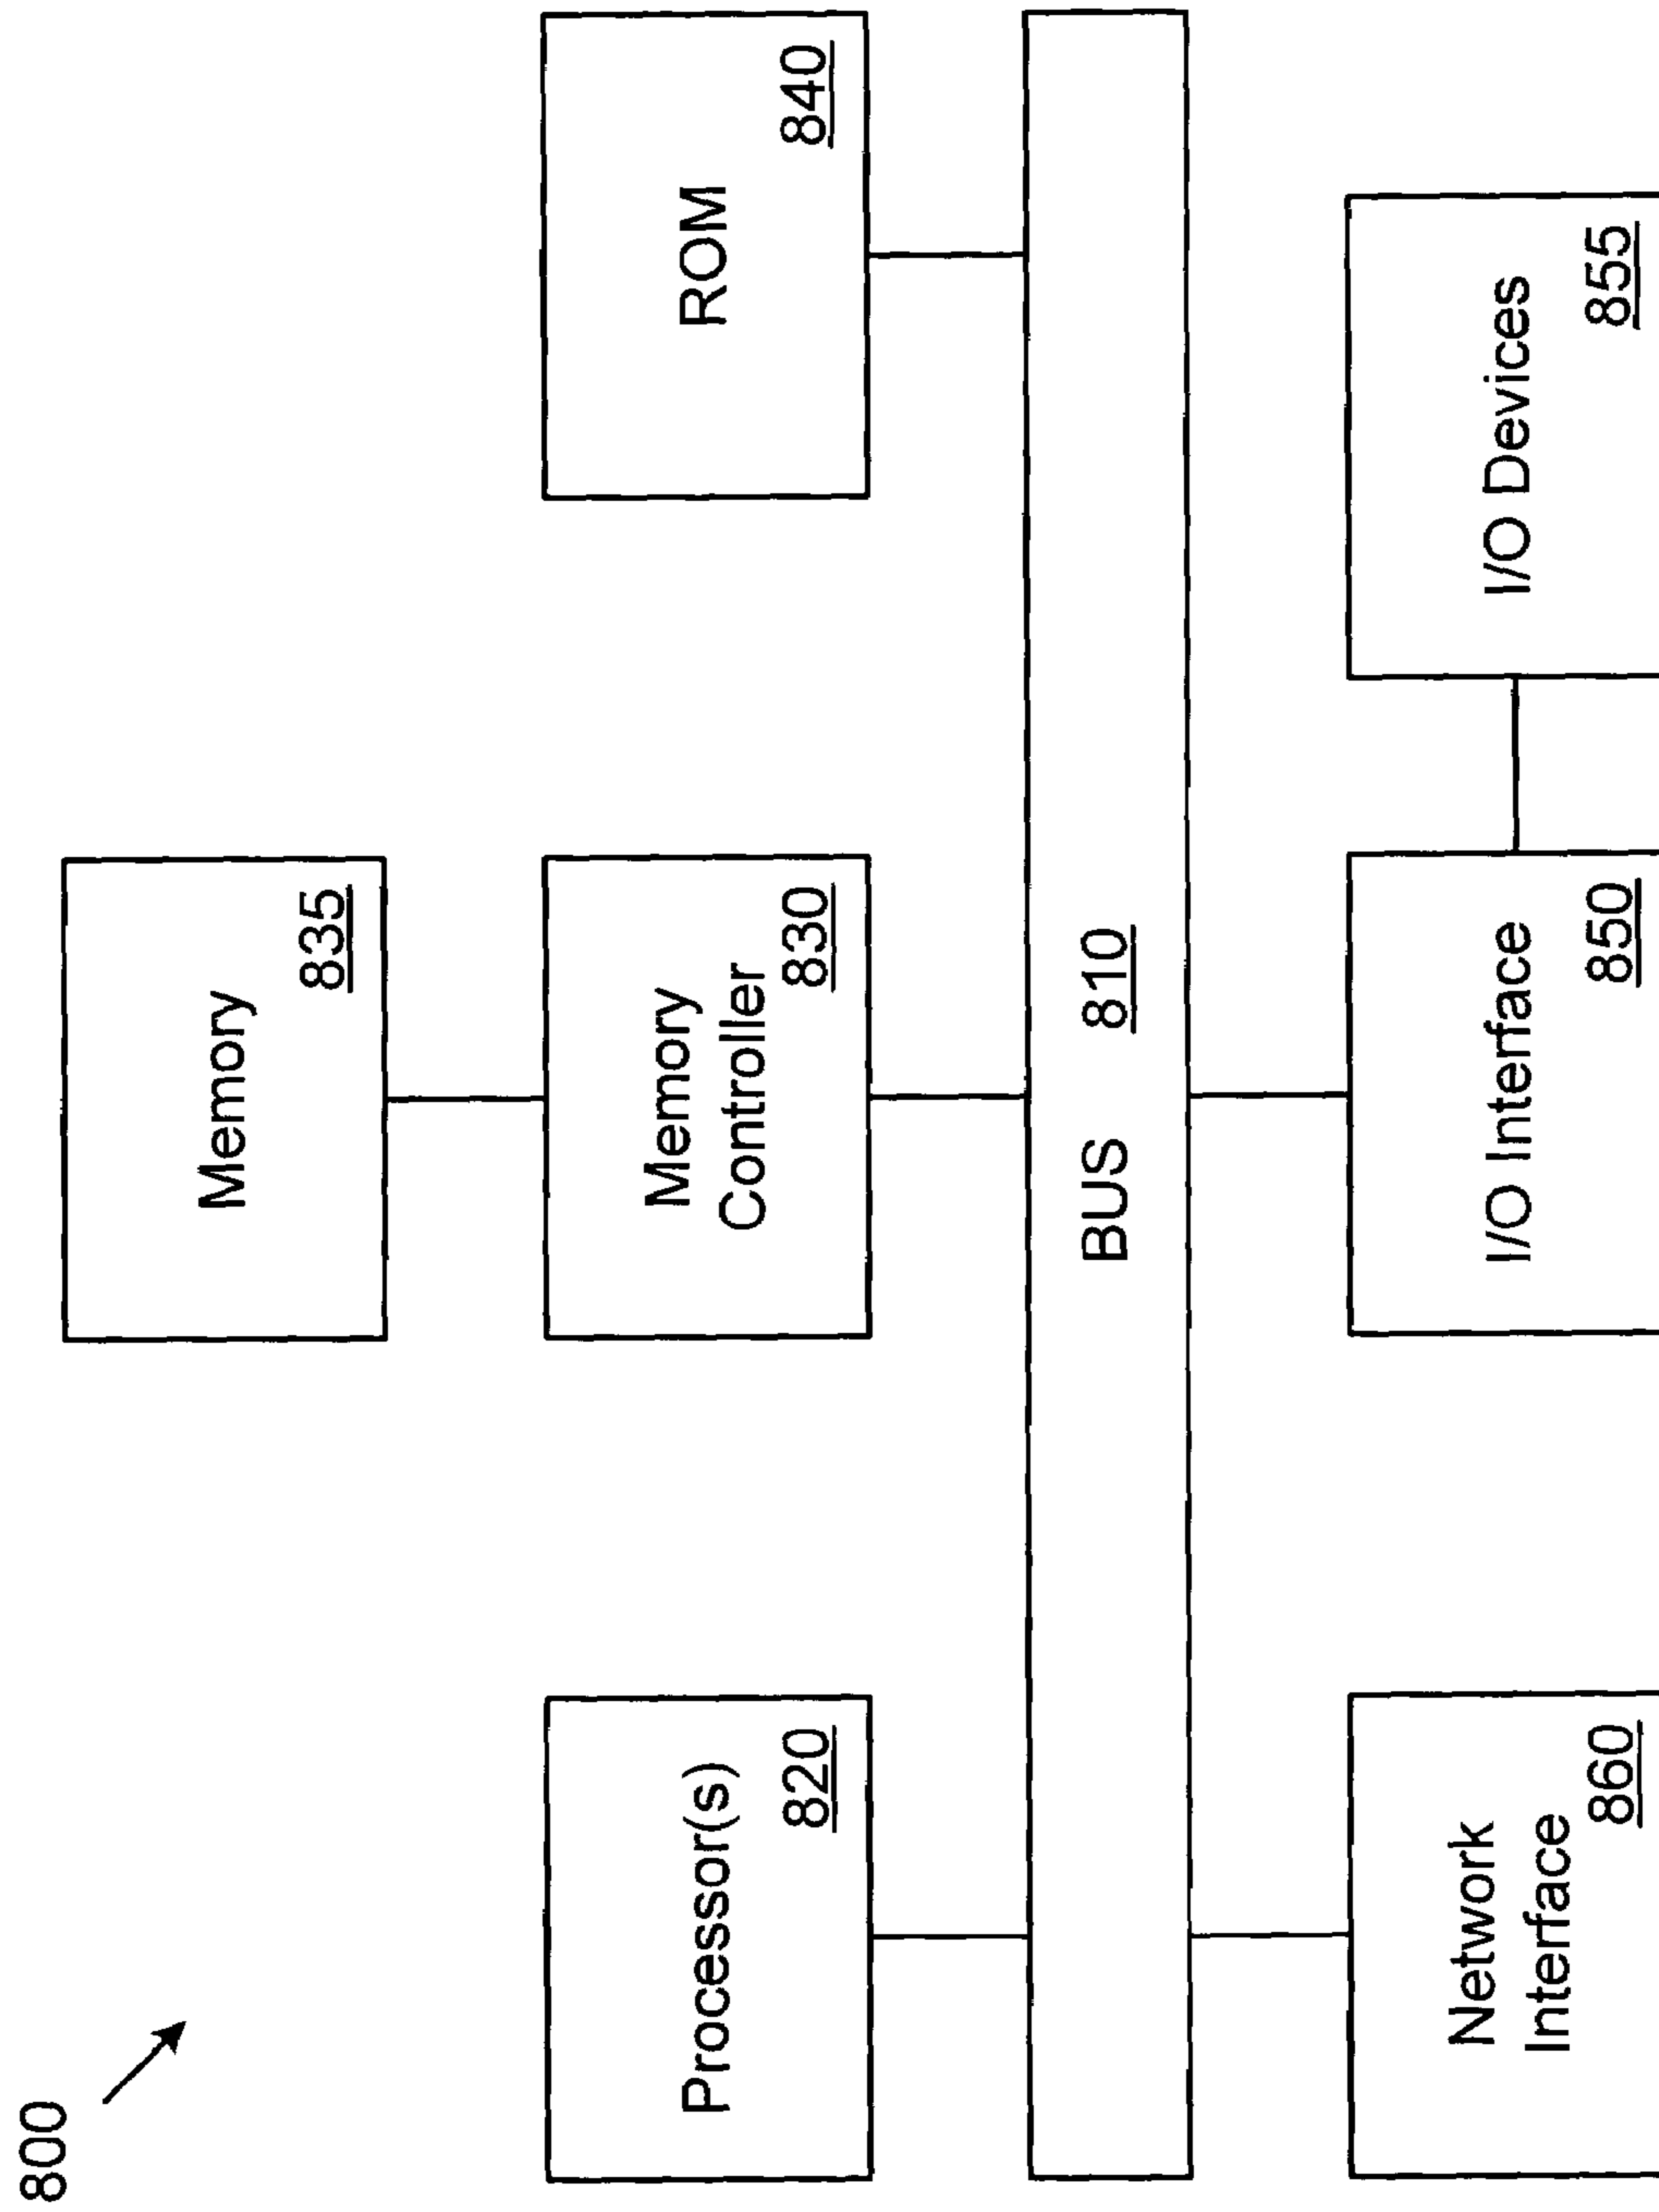 800
Memory
835
Processor(s)
820
Memory
Controller
830
ROM
840
BUS 810
Network
Interface
860
I/O Interface
850
I/O Devices
855